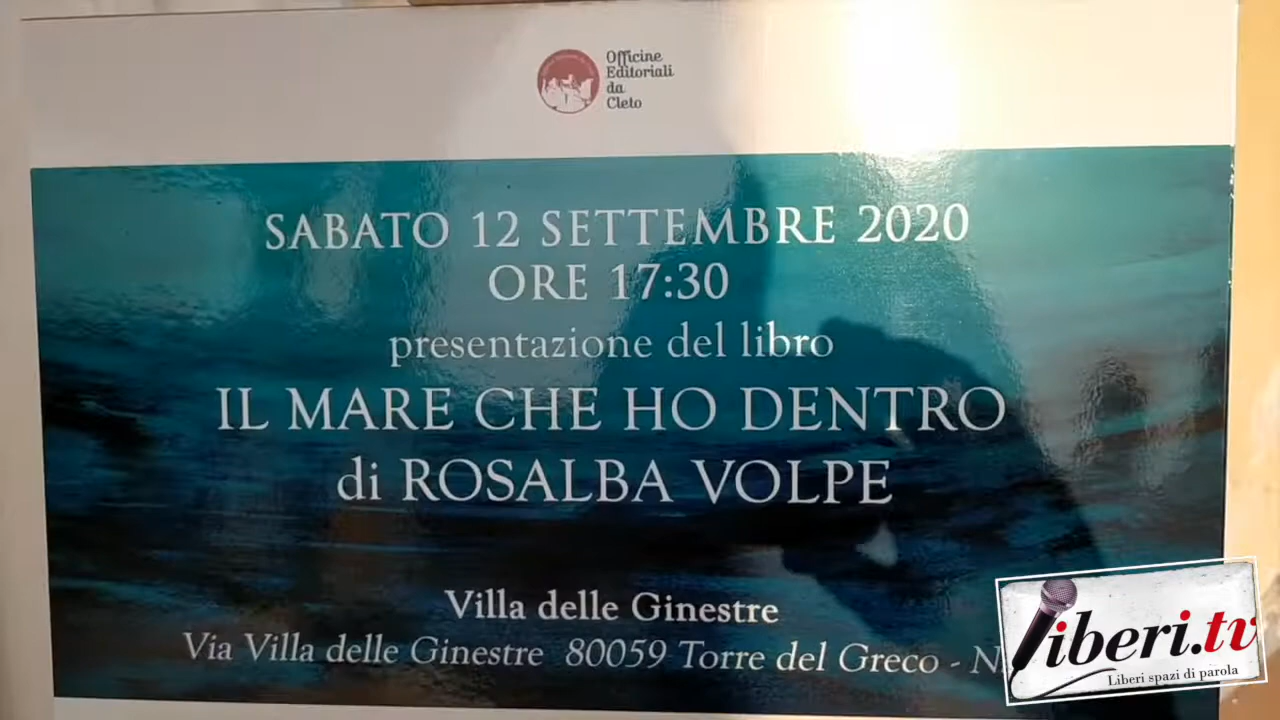 Officine
Editoriali
da
Cleto
SABATO 12 SETTEMBRE 2020
ORE 17:30
presentazione del libro
IL MARE CHE HO DENTRO
di ROSALBA VOLPE
Villa delle Ginestre
Via Villa delle Ginestre 80059 Torre del Greco - N
liberi.tv
Liberi spazi di parola